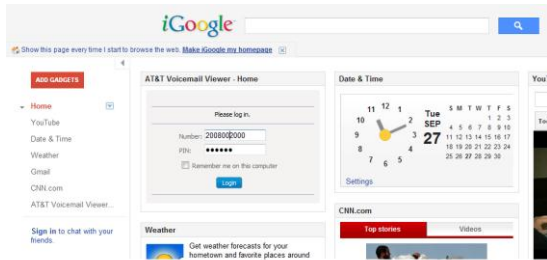 iGoogle
Show this page every time I start to browse the web. Make iGoogle my homepage
ADD GADGETS
Home
YouTube
Date & Time
Weather
Gmail
CNN.com
AT&T Voicemail Viewer...
Sign in to chat with your
friends.
AT&T Voicemail Viewer - Home
Please log in.
Number: 2008002000
PIN:
Remember me on this computer
Login
Weather
Get weather forecasts for your
hometown and favorite places around
Date & Time
11 12 1
10 2
9 3
8 4
7 6 5
Tue
SEP
27
S M T W T F S
1 2 3
4 5 6 7 8 9 10
11 12 13 14 15 16 17
18 19 20 21 22 23 24
25 26 27 28 29 30
Settings
CNN.com
Top stories
Videos